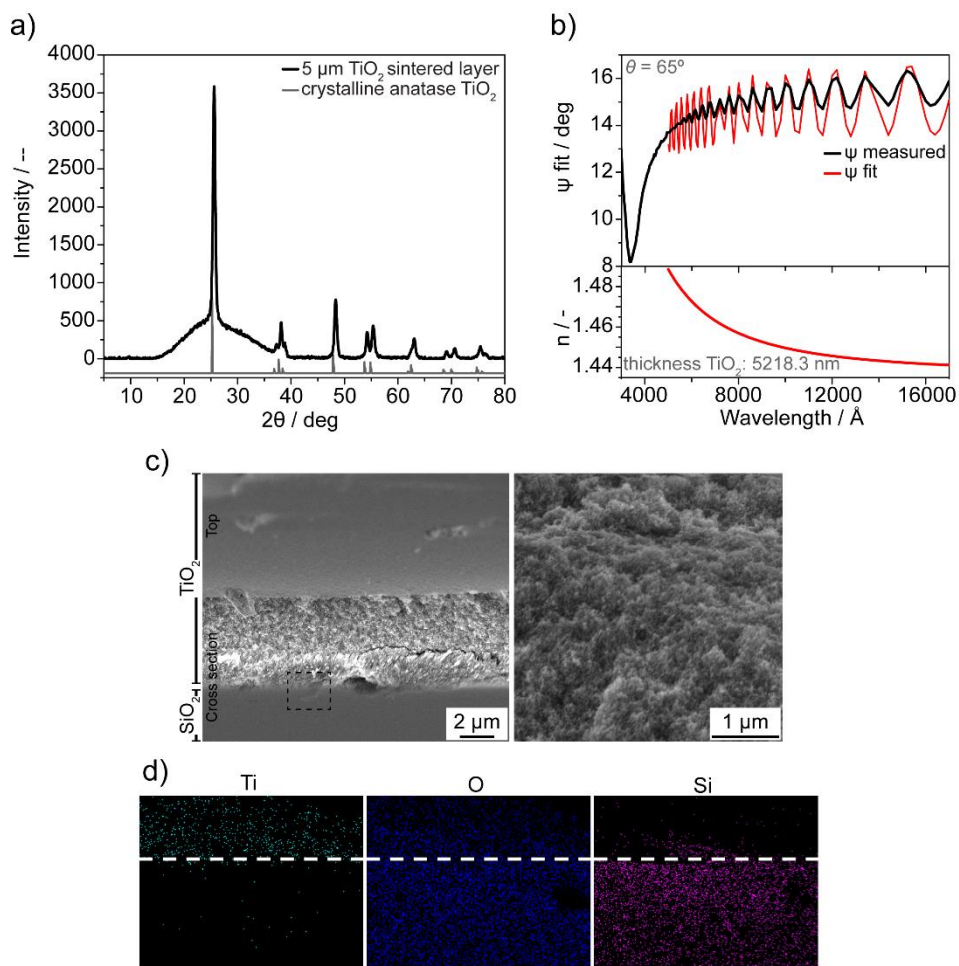 a)
4000
3500
3000
2500
2000
1500
1000
500
0
Intensity / --
5 µm TiO₂ sintered layer
crystalline anatase TiO₂
10 20 30 40 50 60 70 80
2θ / deg
b)
θ = 65º
16
14
12
10
8
ψ fit / deg
ψ measured
ψ fit
1.48
1.46
1.444
n / -
thickness TiO₂: 5218.3 nm
4000 8000 12000 16000
Wavelength / Å
c)
TiO₂
Top
Cross section
SiO₂
2 µm
1 µm
d)
Ti O Si